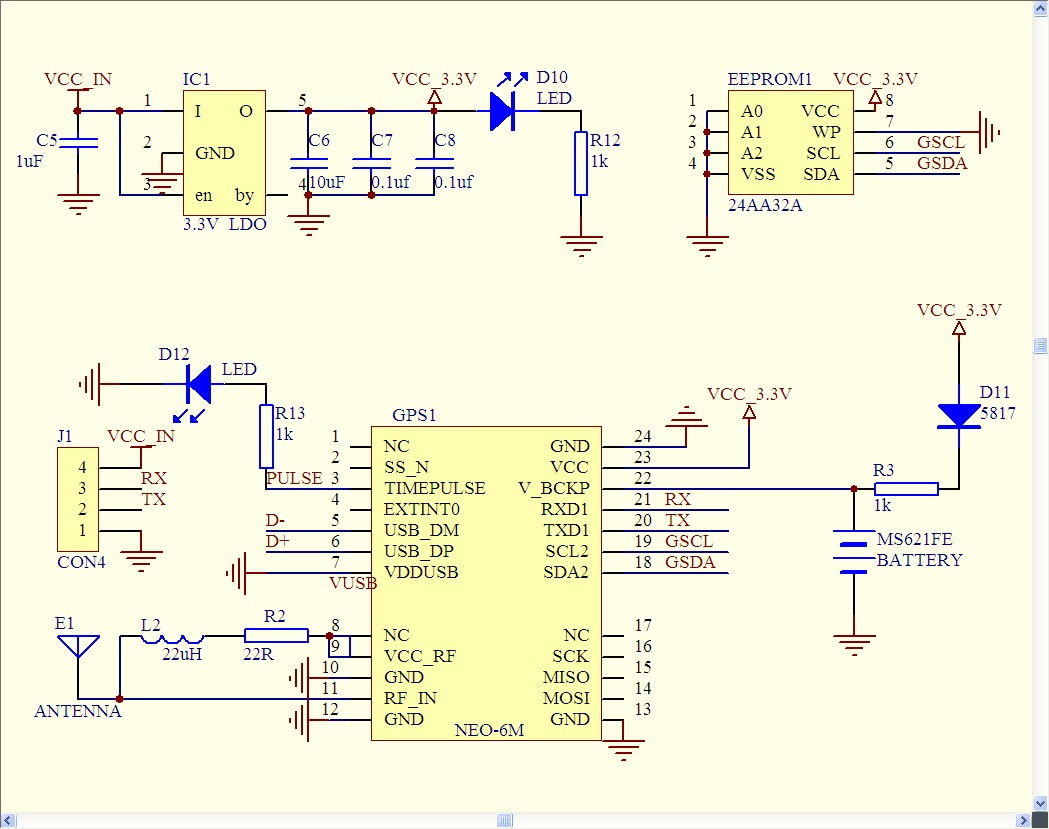 VCC_IN
IC1
VCC_3.3V
D10
LED
EEPROM1
VCC_3.3V
1
I
O
5
C5
1uF
2
GND
C6
10uF
C7
0.1uf
C8
0.1uf
R12
1k
3
en
by
4
3.3V LDO
1
A0
VCC
8
2
A1
WP
7
3
A2
SCL
6
GSCL
4
VSS
SDA
5
GSDA
24AA32A
VCC_3.3V
D12
LED
R13
1k
D11
5817
VCC_3.3V
J1
VCC_IN
4
3
RX
2
TX
1
CON4
GPS1
1
NC
GND
24
2
SS_N
VCC
23
PULSE
3
TIMEPULSE
V_BCKP
22
4
EXTINT0
RXD1
21
RX
D-
5
USB_DM
TXD1
20
TX
D+
6
USB_DP
SCL2
19
GSCL
7
VDDUSB
SDA2
18
GSDA
VUSB
R3
1k
MS621FE
BATTERY
E1
ANTENNA
L2
22uH
R2
22R
8
NC
NC
17
9
VCC_RF
SCK
16
10
GND
MISO
15
11
RF_IN
MOSI
14
12
GND
GND
13
NEO-6M